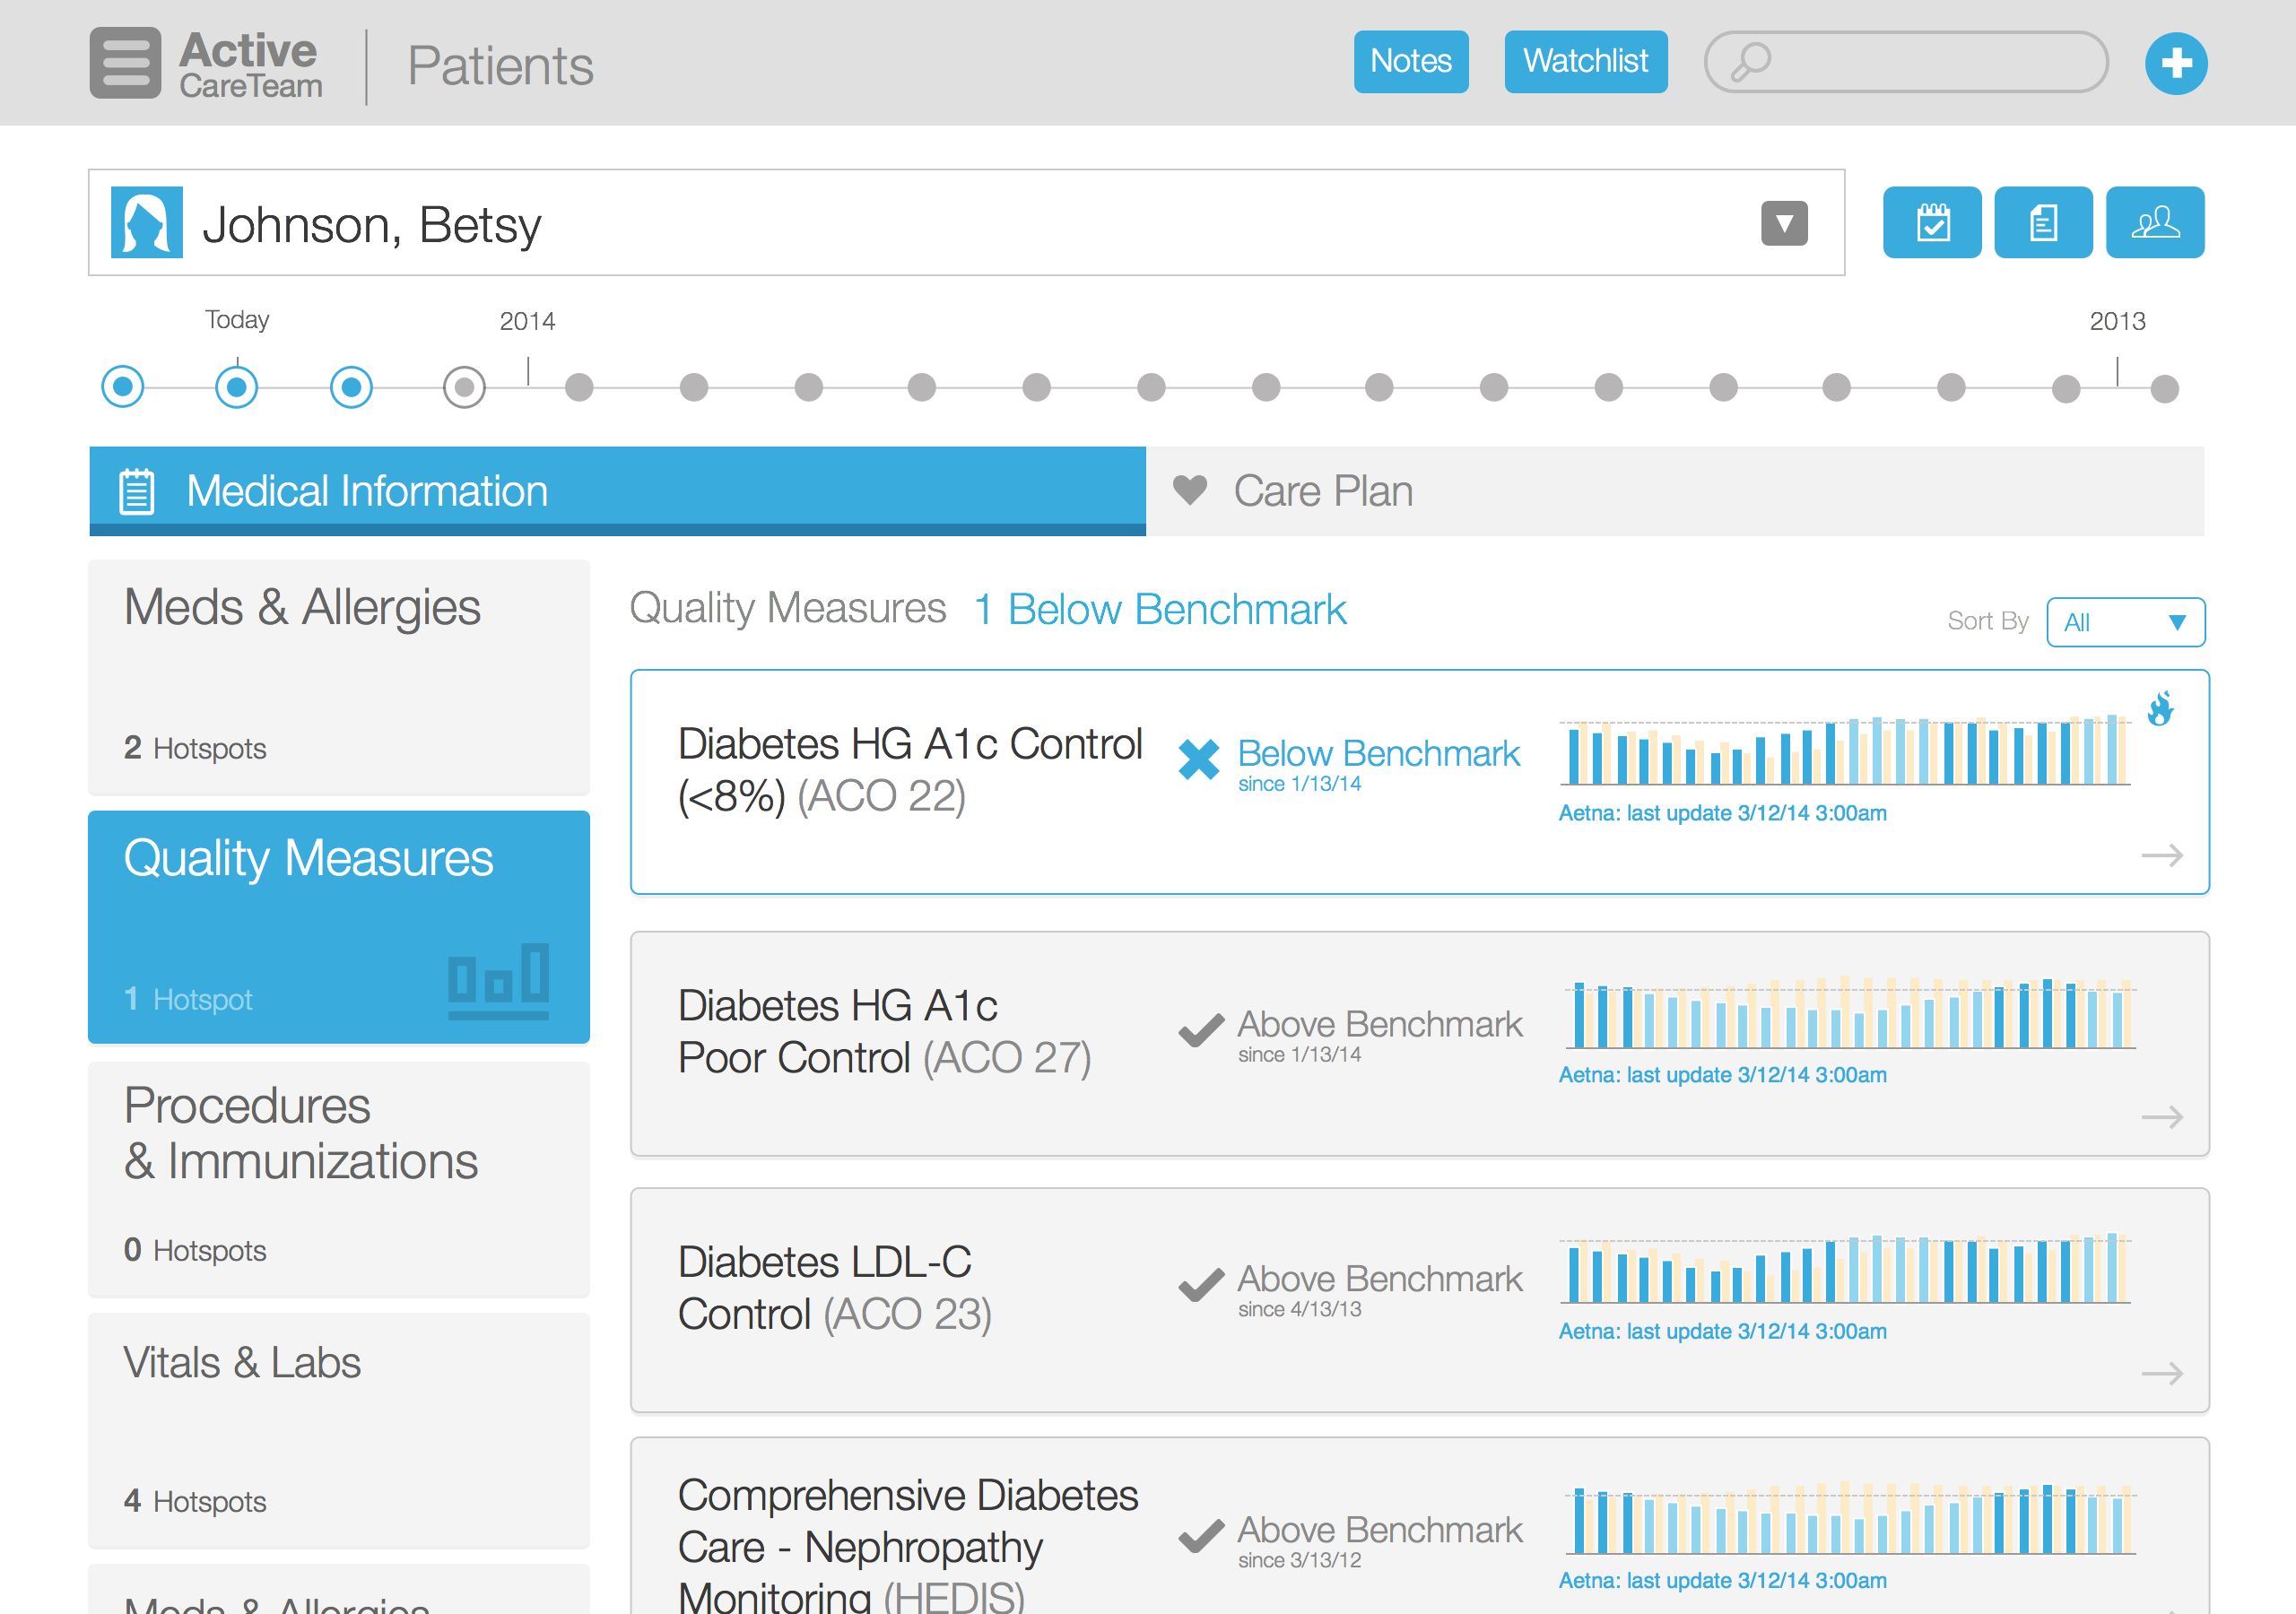 Active
CareTeam
Patients
Notes
Watchlist
Johnson, Betsy
Today
2014
2013
Medical Information
Care Plan
Meds & Allergies
2 Hotspots
Quality Measures
1 Hotspot
Procedures
& Immunizations
0 Hotspots
Vitals & Labs
4 Hotspots
Meds & Allergies
Quality Measures 1 Below Benchmark
Sort By
All
Diabetes HG A1c Control
(<8%) (ACO 22)
Below Benchmark
since 1/13/14
Aetna: last update 3/12/14 3:00am
Diabetes HG A1c
Poor Control (ACO 27)
Above Benchmark
since 1/13/14
Aetna: last update 3/12/14 3:00am
Diabetes LDL-C
Control (ACO 23)
Above Benchmark
since 4/13/13
Aetna: last update 3/12/14 3:00am
Comprehensive Diabetes
Care - Nephropathy
Monitoring (HEDIS)
Above Benchmark
since 3/13/12
Aetna: last update 3/12/14 3:00am